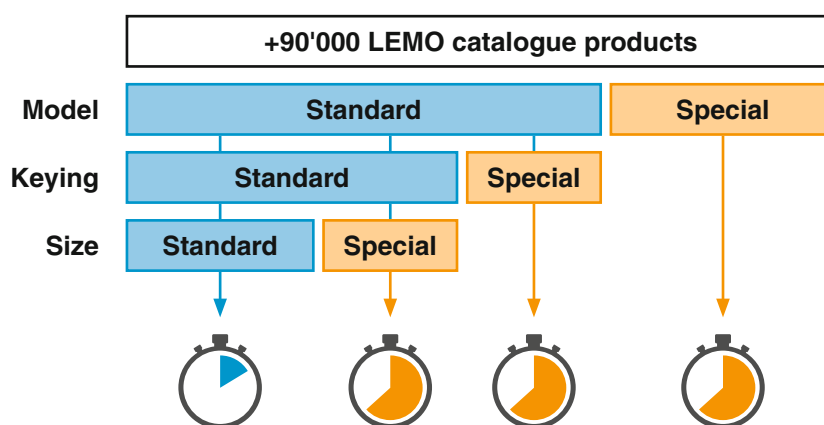 +90'000 LEMO catalogue products
Model Standard Special
Keying Standard Special
Size Standard Special